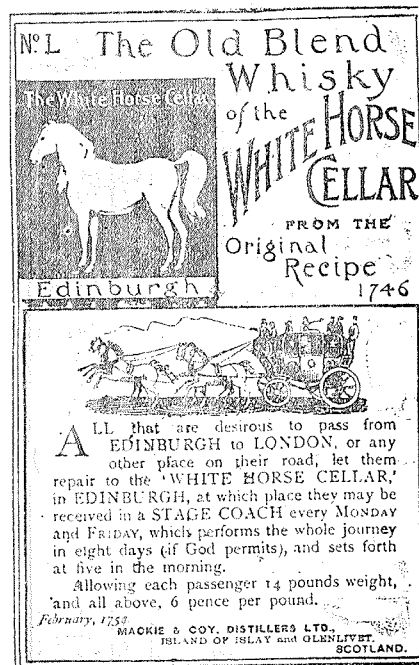 No. L The Old Blend
Whisky
The White Horse Cellar
of the
WHITE HORSE
CELLAR
FROM THE
Original
Recipe
1746
Edinburgh
ALL that are desirous to pass from
EDINBURGH to LONDON, or any
other place on their road, let them
repair to the 'WHITE HORSE CELLAR,'
in EDINBURGH, at which place they may be
received in a STAGE COACH every MONDAY
and FRIDAY, which performs the whole journey
in eight days (if God permits), and sets forth
at five in the morning.
Allowing each passenger 14 pounds weight,
and all above, 6 pence per pound.
February, 1754
MACKIE & COY. DISTILLERS LTD.,
ISLAND OF ISLAY and GLENLIVET.
SCOTLAND.